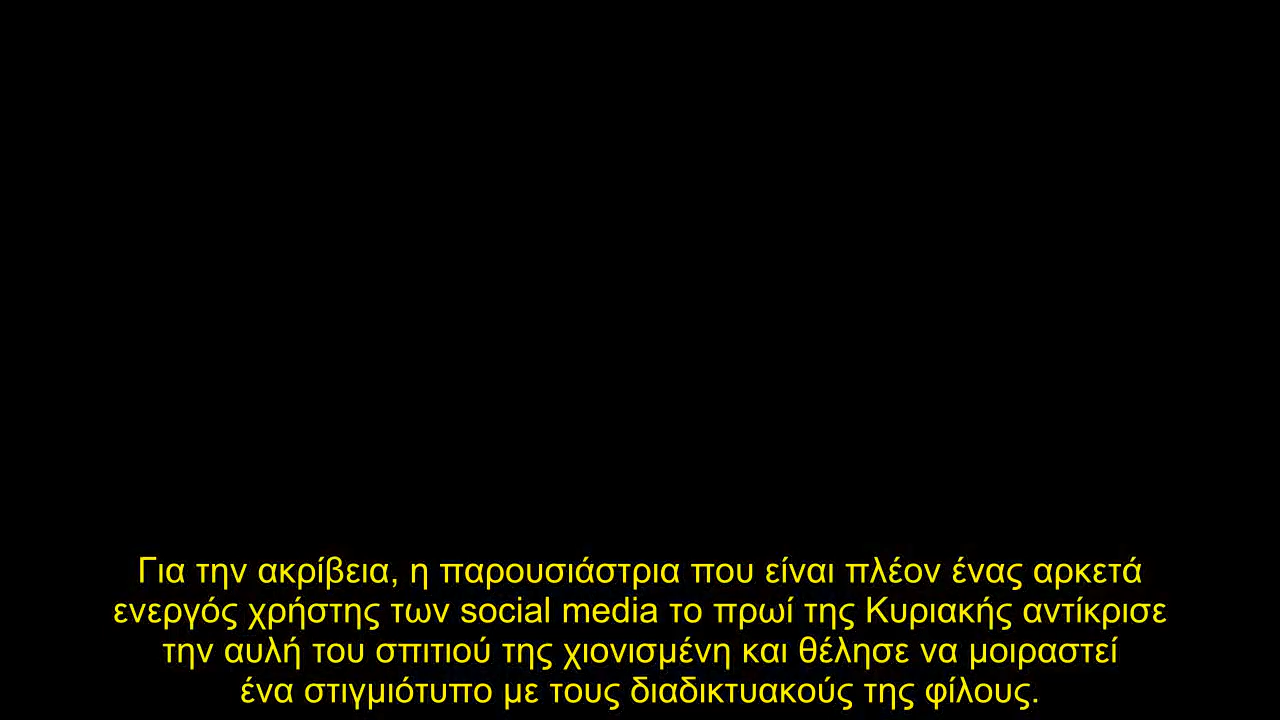 Για την ακρίβεια, η παρουσιάστρια που είναι πλέον ένας αρκετά
ενεργός χρήστης των social media το πρωί της Κυριακής αντίκρισε
την αυλή του σπιτιού της χιονισμένη και θέλησε να μοιραστεί
ένα στιγμιότυπο με τους διαδικτυακούς της φίλους.